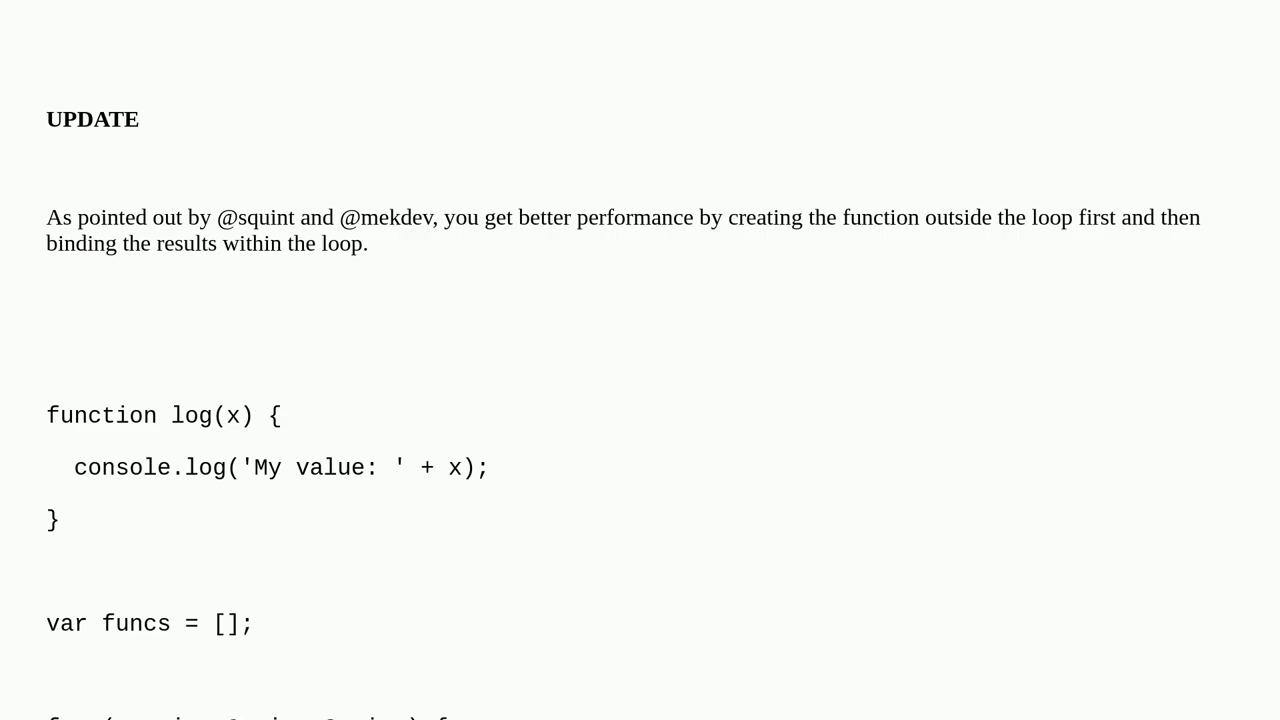 UPDATE
As pointed out by @squint and @mekdev, you get better performance by creating the function outside the loop first and then
binding the results within the loop.
function log(x) {
  console.log('My value: ' + x);
}
var funcs = [];